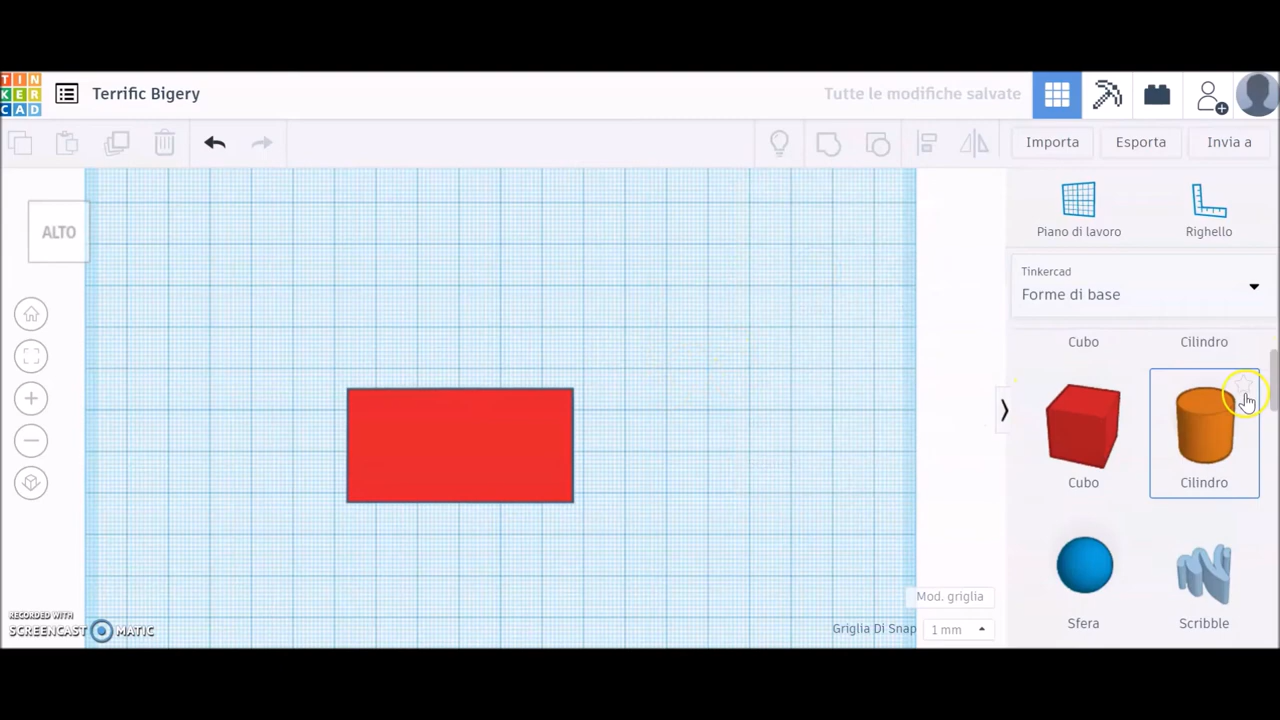 TIN
KER
CAD
Terrific Bigery
Tutte le modifiche salvate
Importa
Esporta
Invia a
ALTO
Piano di lavoro
Righello
Tinkercad
Forme di base
Cubo
Cilindro
Cubo
Cilindro
Sfera
Scribble
Mod. griglia
Griglia Di Snap
1 mm
RECORDED WITH
SCREENCAST MATIC